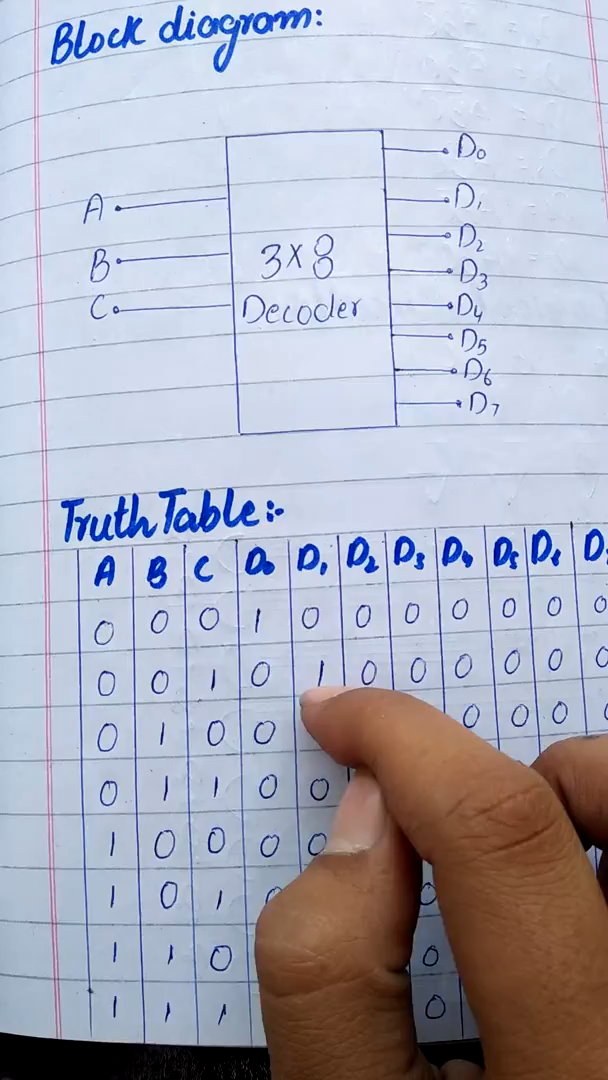 Block diagram:
A
B
C
3x8
Decoder
D0
D1
D2
D3
D4
D5
D6
D7
Truth Table:-
A B C D0 D1 D2 D3 D4 D5 D6
0 0 0 1 0 0 0 0 0 0 0
0 0 1 0 1 0 0 0 0 0 0
0 1 0 0 0 0 0
0 1 1 0 0
1 0 0 0 0
1 0 1 0
1 1 0 0
1 1 1 0